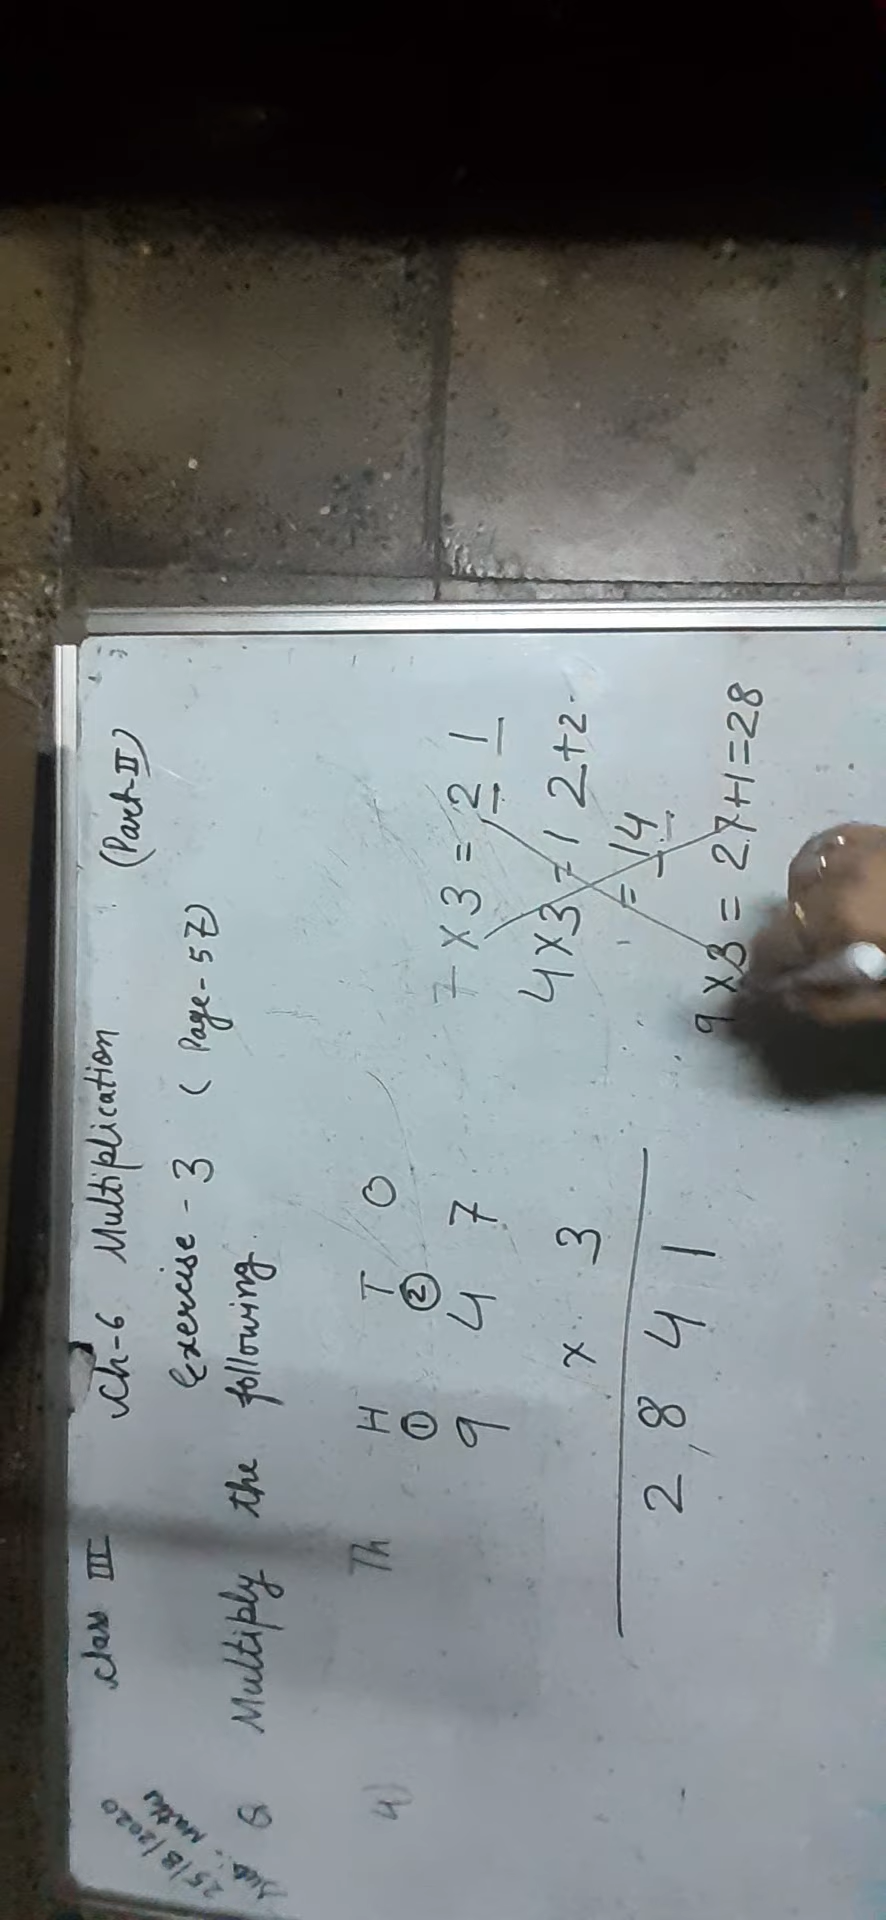 25/8/2020
Sub: Maths
Class III Ch-6 Multiplication (Part-II)
Exercise - 3 ( Page - 57)
Q Multiply the following.
a) Th H T O
① ②
9 4 7
× 3
2,8 4 1
7 × 3 = 2 1
4 × 3 = 1 2 + 2
= 14
9 × 3 = 27+1=28